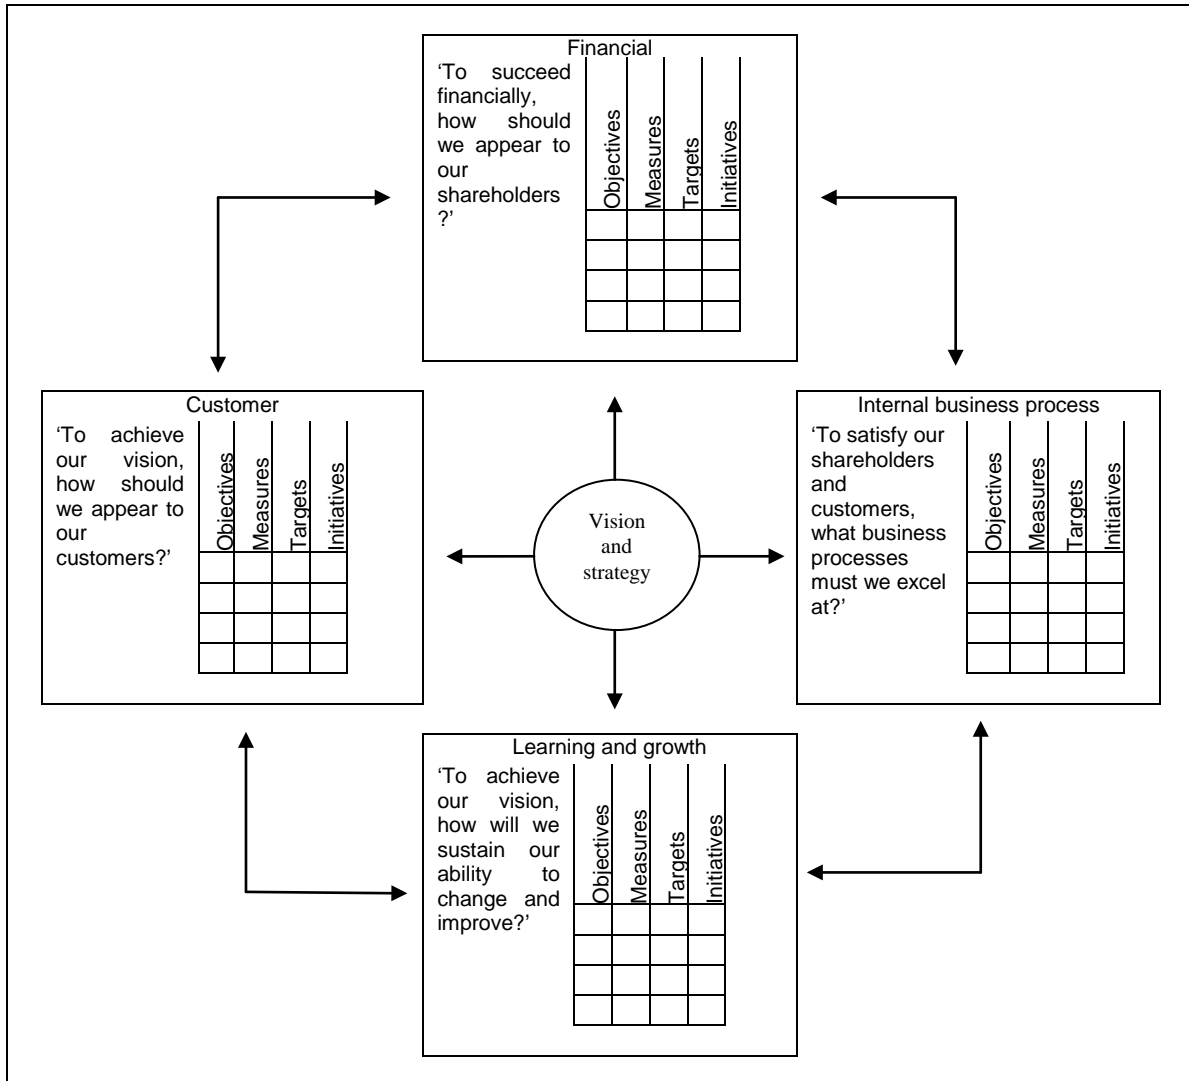 Financial
‘To succeed
financially,
how should
we appear to
our
shareholders
?’
Objectives
Measures
Targets
Initiatives
Customer
‘To achieve
our vision,
how should
we appear to
our
customers?’
Objectives
Measures
Targets
Initiatives
Vision
and
strategy
Internal business process
‘To satisfy our
shareholders
and
customers,
what business
processes
must we excel
at?’
Objectives
Measures
Targets
Initiatives
Learning and growth
‘To achieve
our vision,
how will we
sustain our
ability to
change and
improve?’
Objectives
Measures
Targets
Initiatives